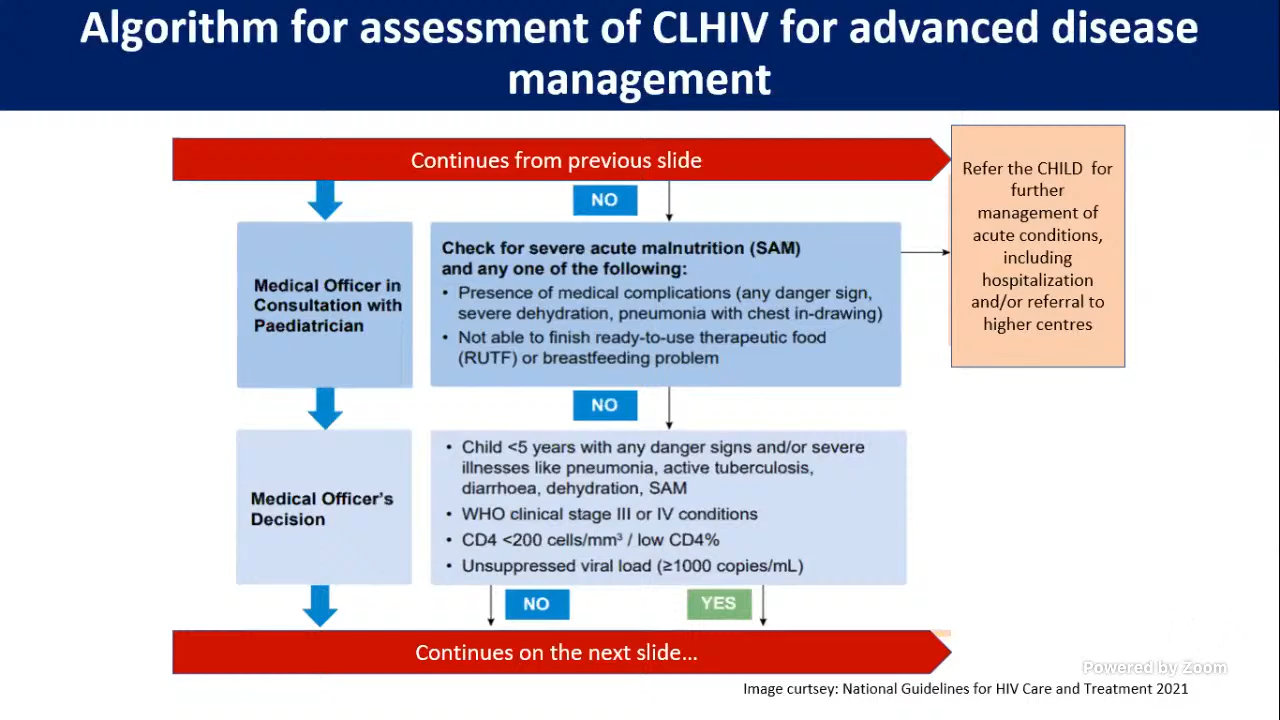 Algorithm for assessment of CLHIV for advanced disease
management
Continues from previous slide
Refer the CHILD for
further
management of
acute conditions,
including
hospitalization
and/or referral to
higher centres
NO
Medical Officer in
Consultation with
Paediatrician
Check for severe acute malnutrition (SAM)
and any one of the following:
• Presence of medical complications (any danger sign,
severe dehydration, pneumonia with chest in-drawing)
• Not able to finish ready-to-use therapeutic food
(RUTF) or breastfeeding problem
NO
Medical Officer's
Decision
• Child <5 years with any danger signs and/or severe
illnesses like pneumonia, active tuberculosis,
diarrhoea, dehydration, SAM
• WHO clinical stage III or IV conditions
• CD4 <200 cells/mm³ / low CD4%
• Unsuppressed viral load (≥1000 copies/mL)
NO
YES
Continues on the next slide…
Powered by Zoom
Image curtsey: National Guidelines for HIV Care and Treatment 2021